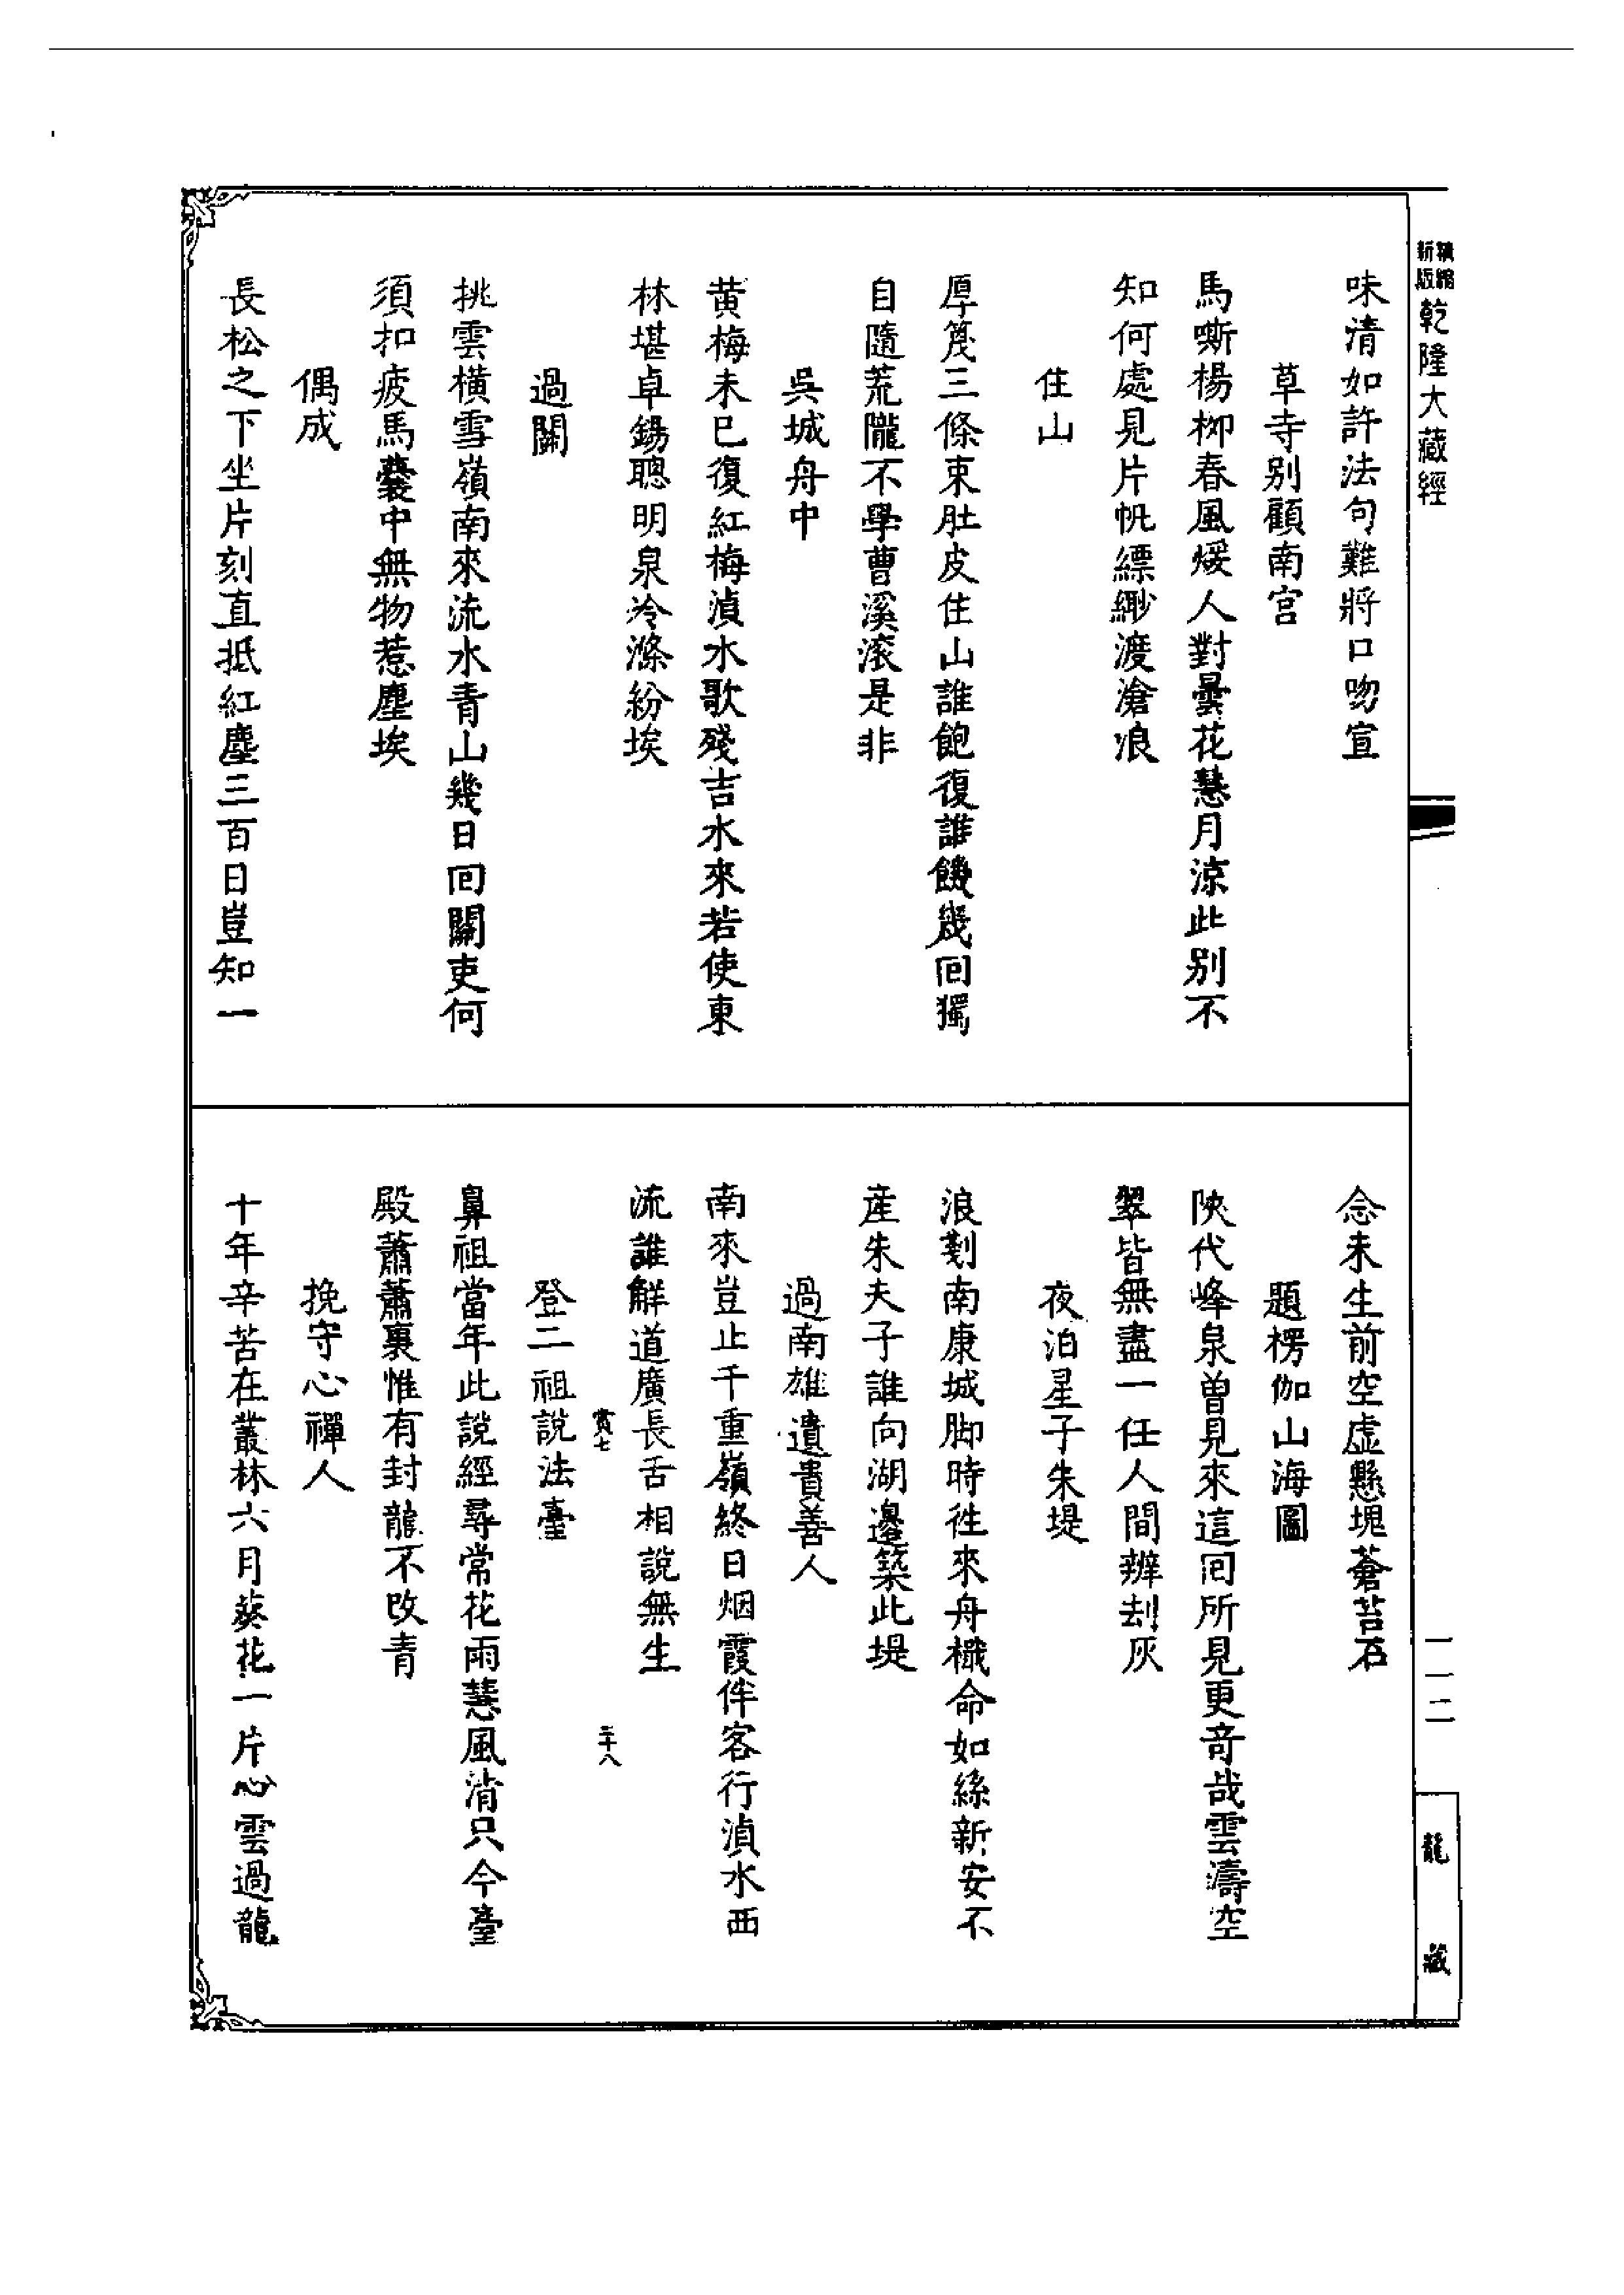 精縮
新版
乾隆大藏經
味清如許法句難將口吻宣
草寺別顧南宮
馬嘶楊柳春風煖人對曇花慧月涼此別不
知何處見片帆縹緲渡滄浪
住山
厚篾三條束肚皮住山誰飽復誰饑幾回獨
自隨荒隴不學曹溪滚是非
吳城舟中
黄梅未已復紅梅湞水歌殘吉水來若使東
林堪卓錫聰明泉冷滌紛埃
過關
挑雲橫雪嶺南來流水青山幾日回關吏何
須扣疲馬囊中無物惹塵埃
偶成
長松之下坐片刻直抵紅塵三百日豈知一
念未生前空虛懸塊蒼苔石
題楞伽山海圖
陝代峰泉曾見來這回所見更奇哉雲濤空
翠皆無盡一任人間辨刦灰
夜泊星子朱堤
浪剗南康城脚時徃來舟檝命如絲新安不
産朱夫子誰向湖邊築此堤
過南雄遺貴善人
南來豈止千重嶺終日烟霞伴客行湞水西
流誰解道廣長舌相說無生
賞七
三十八
登二祖說法臺
鼻祖當年此說經尋常花雨慧風清只今臺
殿蕭蕭裏惟有封龍不改青
挽守心禪人
十年辛苦在叢林六月葵花一片心雲過龍
一一二
龍藏